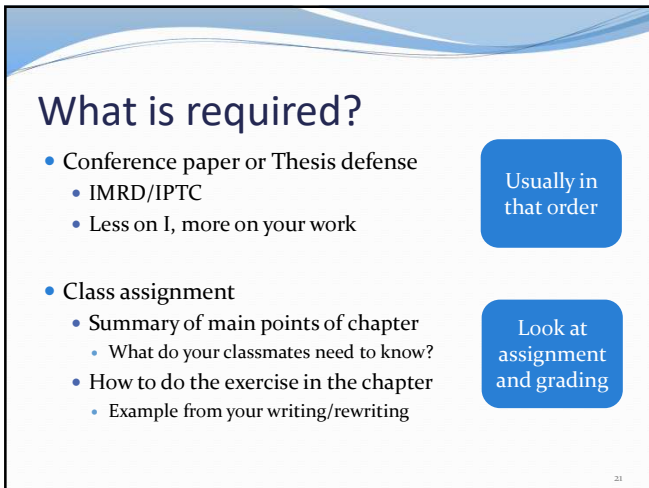 What is required?
• Conference paper or Thesis defense
• IMRD/IPTC
• Less on I, more on your work
Usually in
that order
• Class assignment
• Summary of main points of chapter
• What do your classmates need to know?
• How to do the exercise in the chapter
• Example from your writing/rewriting
Look at
assignment
and grading
21